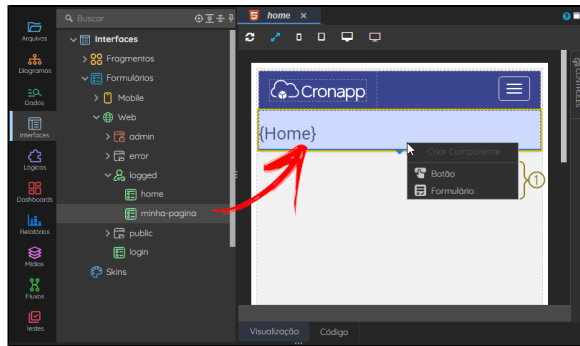 Arquivos
Diagramas
Dados
Interfaces
Lógicas
Dashboards
Relatórios
Mídias
Fluxos
Testes
Buscar
Interfaces
Fragmentos
Formulários
Mobile
Web
admin
error
logged
home
minha-pagina
public
login
Skins
home
Cronapp
{Home}
Criar Componente
Botão
Formulário
1
Visualização
Código